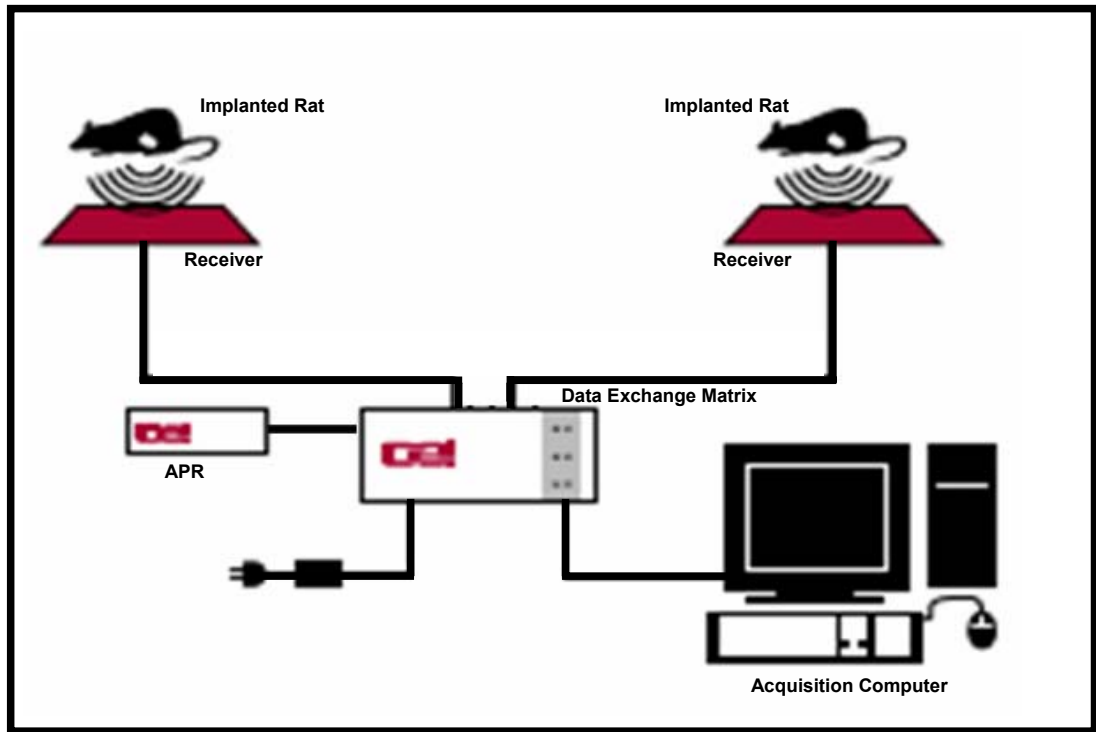 Implanted Rat
Implanted Rat
Receiver
Receiver
Data Exchange Matrix
APR
Acquisition Computer